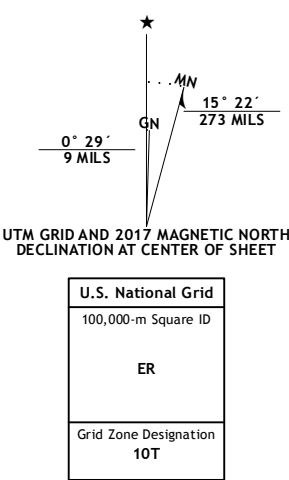 MN
GN
15° 22´
273 MILS
0° 29´
9 MILS
UTM GRID AND 2017 MAGNETIC NORTH
DECLINATION AT CENTER OF SHEET
U.S. National Grid
100,000-m Square ID
ER
Grid Zone Designation
10T